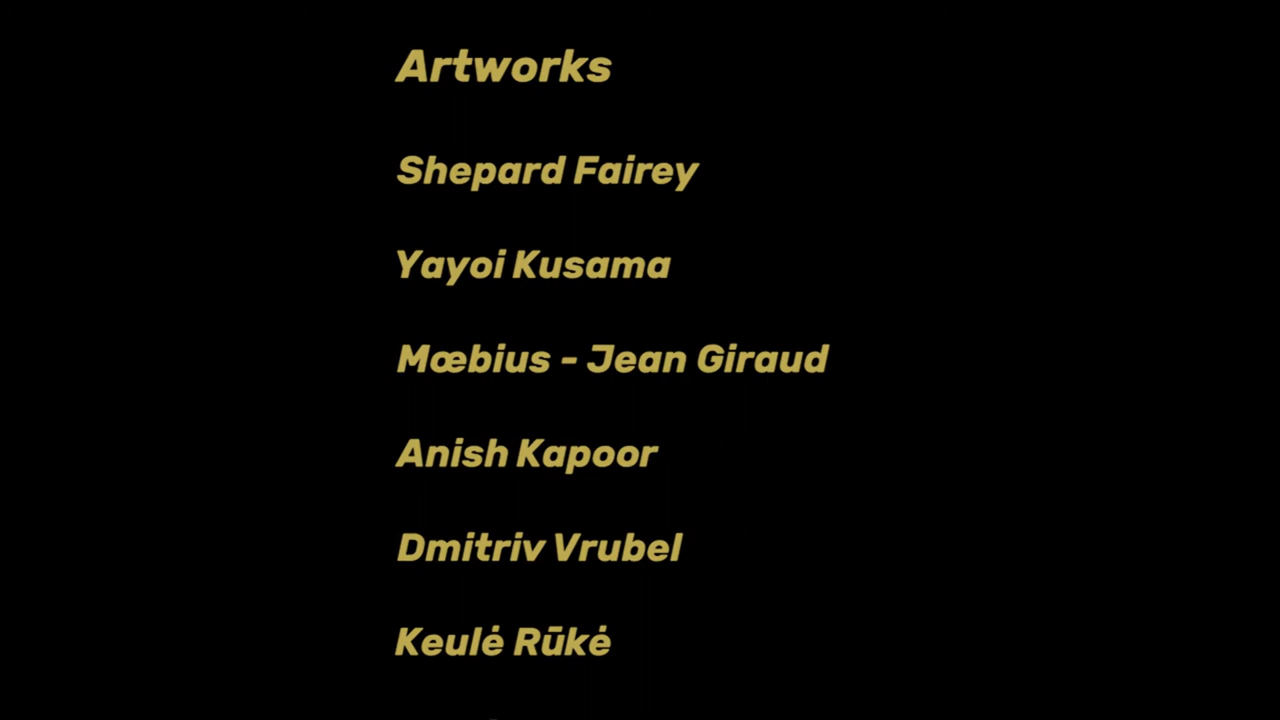 Artworks
Shepard Fairey
Yayoi Kusama
Mœbius - Jean Giraud
Anish Kapoor
Dmitriv Vrubel
Keulė Rūkė